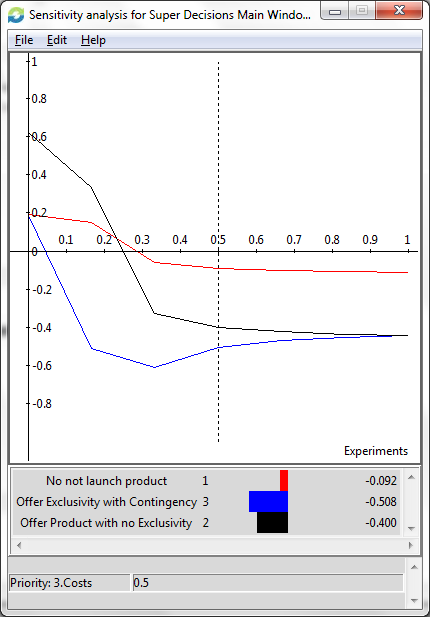 Sensitivity analysis for Super Decisions Main Windo...
File Edit Help
1
0.8
0.6
0.4
0.2
0
0.1 0.2 0.3 0.4 0.5 0.6 0.7 0.8 0.9 1
-0.2
-0.4
-0.6
-0.8
Experiments
No not launch product 1 -0.092
Offer Exclusivity with Contingency 3 -0.508
Offer Product with no Exclusivity 2 -0.400
Priority: 3.Costs 0.5